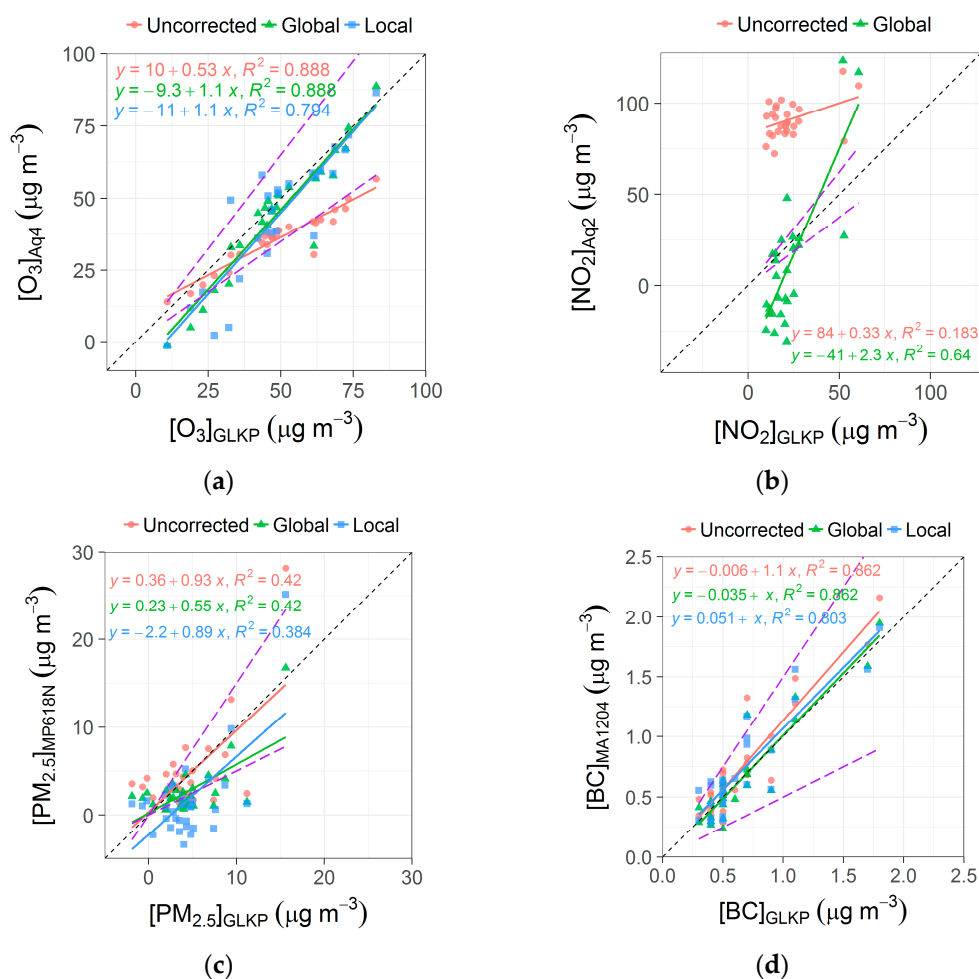 Uncorrected Global Local
y = 10 + 0.53 x, R² = 0.888
y = −9.3 + 1.1 x, R² = 0.888
y = −11 + 1.1 x, R² = 0.794
100
75
50
25
0
0 25 50 75 100
[O₃]Aq4 (μg m⁻³)
[O₃]GLKP (μg m⁻³)
(a)
Uncorrected Global
100
50
0
y = 84 + 0.33 x, R² = 0.183
y = −41 + 2.3 x, R² = 0.64
0 50 100
[NO₂]Aq2 (μg m⁻³)
[NO₂]GLKP (μg m⁻³)
(b)
Uncorrected Global Local
y = 0.36 + 0.93 x, R² = 0.42
y = 0.23 + 0.55 x, R² = 0.42
y = −2.2 + 0.89 x, R² = 0.384
30
20
10
0
0 10 20 30
[PM₂.₅]MP618N (μg m⁻³)
[PM₂.₅]GLKP (μg m⁻³)
(c)
Uncorrected Global Local
y = −0.006 + 1.1 x, R² = 0.862
y = −0.035 + x, R² = 0.862
y = 0.051 + x, R² = 0.803
2.5
2.0
1.5
1.0
0.5
0.0
0.0 0.5 1.0 1.5 2.0 2.5
[BC]MA1204 (μg m⁻³)
[BC]GLKP (μg m⁻³)
(d)